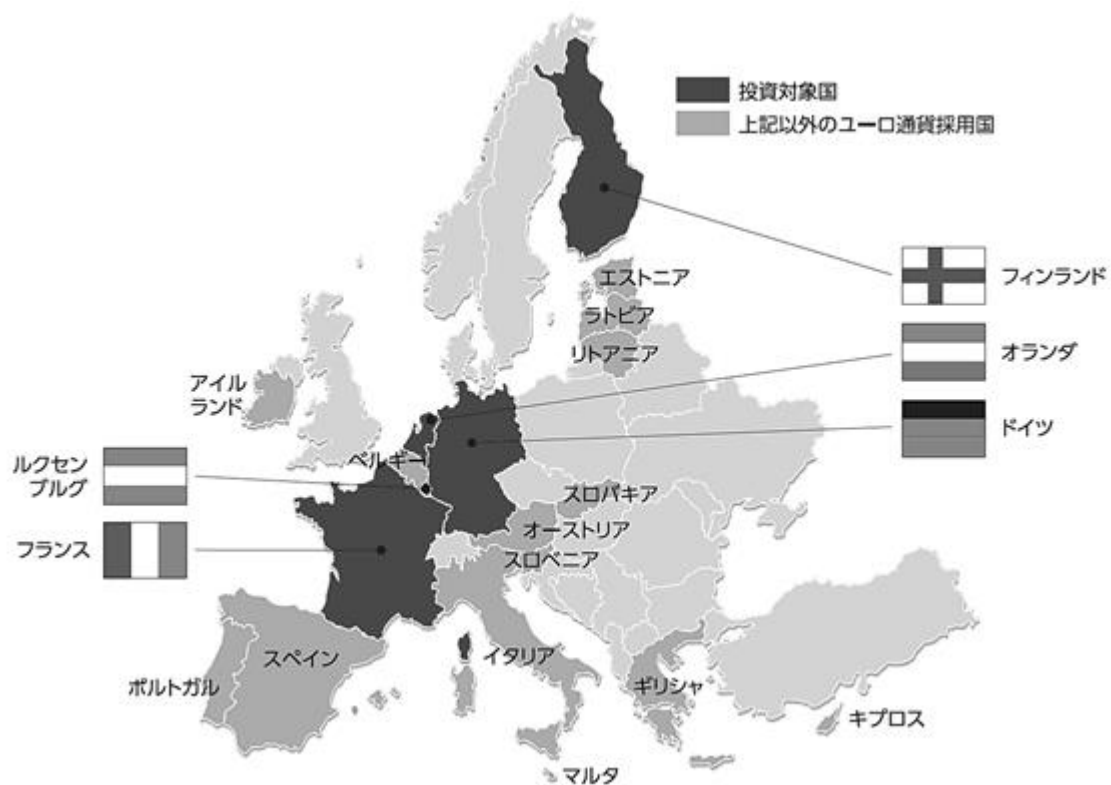 投資対象国
上記以外のユーロ通貨採用国
フィンランド
エストニア
ラトビア
リトアニア
オランダ
アイル
ランド
ドイツ
ベルギー
ルクセン
ブルグ
スロバキア
オーストリア
フランス
スロベニア
スペイン
イタリア
ポルトガル
ギリシャ
キプロス
マルタ